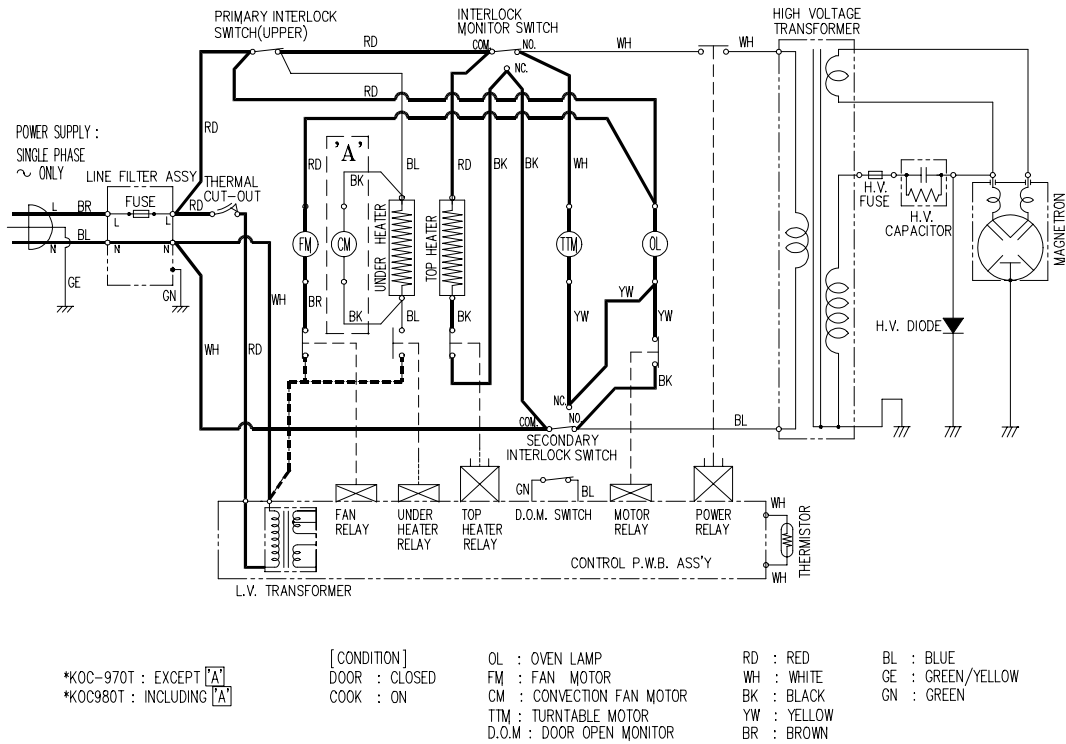 PRIMARY INTERLOCK
SWITCH(UPPER)
INTERLOCK
MONITOR SWITCH
HIGH VOLTAGE
TRANSFORMER
RD
COM.
NO.
WH
WH
NC.
RD
RD
POWER SUPPLY :
SINGLE PHASE
~ ONLY
LINE FILTER ASSY
THERMAL
CUT-OUT
FUSE
L
BR
L
L
RD
BL
N
N
N
GE
GN
RD
'A'
BK
BL
RD
BK
BK
WH
FM
CM
UNDER HEATER
TOP HEATER
TTM
OL
BR
BK
BL
BK
YW
YW
YW
BK
WH
RD
WH
H.V.
FUSE
H.V.
CAPACITOR
MAGNETRON
H.V. DIODE
NC.
COM.
NO.
BL
SECONDARY
INTERLOCK SWITCH
GN
BL
FAN
RELAY
UNDER
HEATER
RELAY
TOP
HEATER
RELAY
D.O.M. SWITCH
MOTOR
RELAY
POWER
RELAY
WH
THERMISTOR
WH
CONTROL P.W.B. ASS'Y
L.V. TRANSFORMER
*KOC-970T : EXCEPT 'A'
*KOC980T : INCLUDING 'A'
[CONDITION]
DOOR : CLOSED
COOK : ON
OL : OVEN LAMP
FM : FAN MOTOR
CM : CONVECTION FAN MOTOR
TTM : TURNTABLE MOTOR
D.O.M : DOOR OPEN MONITOR
RD : RED
WH : WHITE
BK : BLACK
YW : YELLOW
BR : BROWN
BL : BLUE
GE : GREEN/YELLOW
GN : GREEN